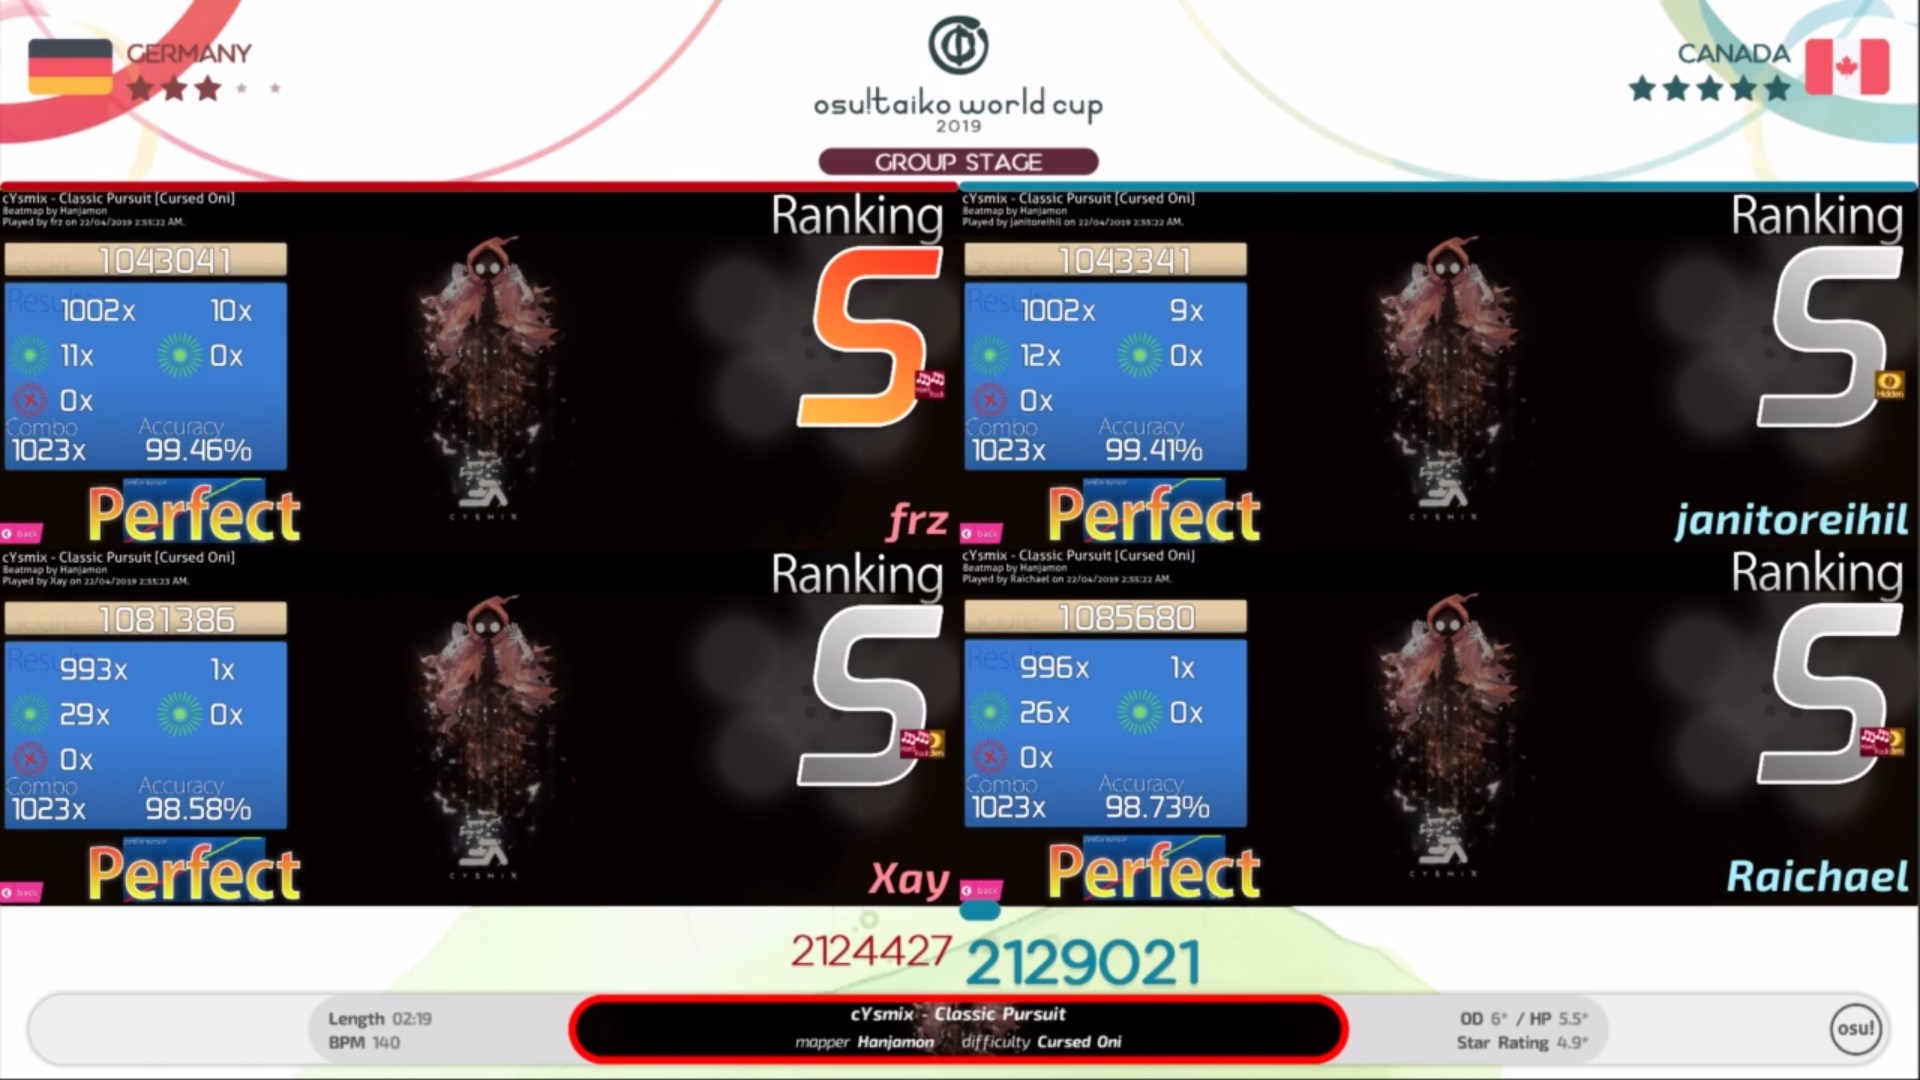 GERMANY
CANADA
osu!taiko world cup
2019
GROUP STAGE
cYsmix - Classic Pursuit [Cursed Oni]
Beatmap by Hanjamon
Played by frz on 22/04/2019 2:55:22 AM.
Ranking
1043041
1002x 10x
11x 0x
0x
Combo Accuracy
1023x 99.46%
Perfect
back
S
frz
cYsmix - Classic Pursuit [Cursed Oni]
Beatmap by Hanjamon
Played by janitoreihil on 22/04/2019 2:55:22 AM.
Ranking
1043341
1002x 9x
12x 0x
0x
Combo Accuracy
1023x 99.41%
Perfect
back
S
Hidden
janitoreihil
cYsmix - Classic Pursuit [Cursed Oni]
Beatmap by Hanjamon
Played by Xay on 22/04/2019 2:55:23 AM.
Ranking
1081386
993x 1x
29x 0x
0x
Combo Accuracy
1023x 98.58%
Perfect
back
S
Xay
cYsmix - Classic Pursuit [Cursed Oni]
Beatmap by Hanjamon
Played by Raichael on 22/04/2019 2:55:22 AM.
Ranking
1085680
996x 1x
26x 0x
0x
Combo Accuracy
1023x 98.73%
Perfect
back
S
Raichael
2124427 2129021
Length 02:19
BPM 140
cYsmix - Classic Pursuit
mapper Hanjamon difficulty Cursed Oni
OD 6* / HP 5.5*
Star Rating 4.9*
osu!